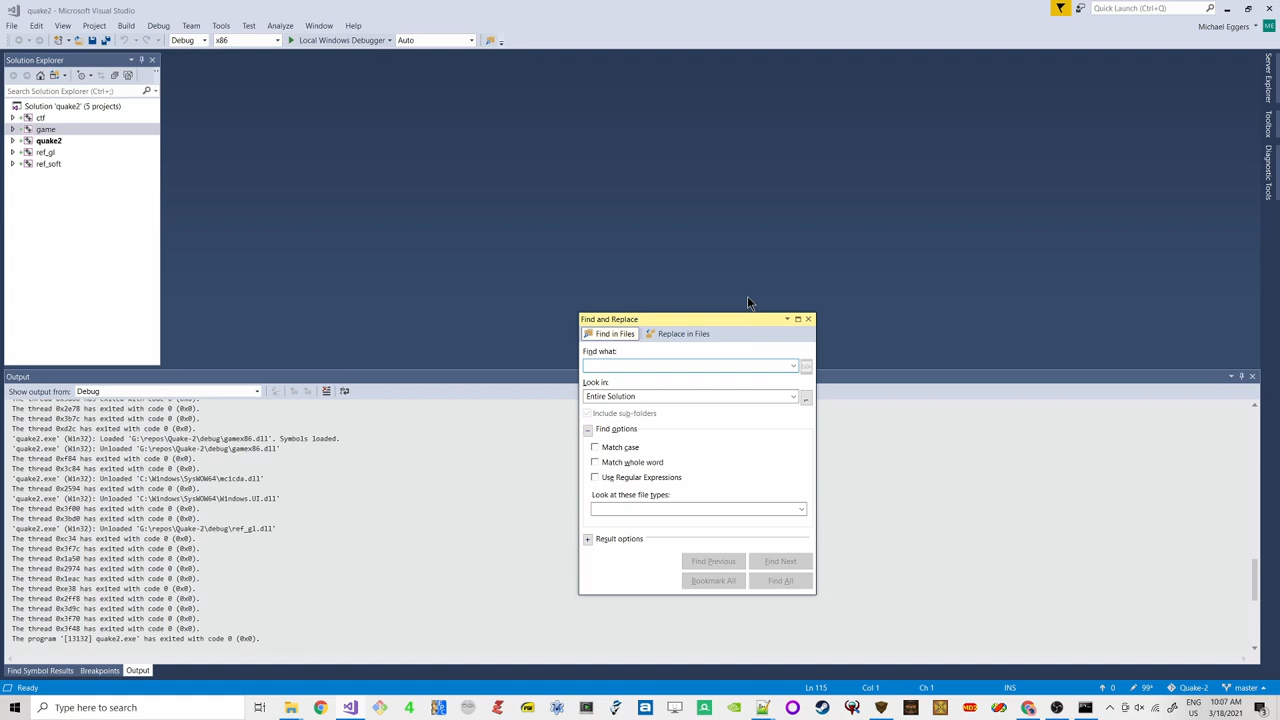 quake2 - Microsoft Visual Studio
Quick Launch (Ctrl+Q)
File Edit View Project Build Debug Team Tools Test Analyze Window Help
Michael Eggers
ME
Debug x86 Local Windows Debugger Auto
Solution Explorer
Search Solution Explorer (Ctrl+;)
Solution 'quake2' (5 projects)
ctf
game
quake2
ref_gl
ref_soft
Server Explorer
Toolbox
Diagnostic Tools
Find and Replace
Find in Files Replace in Files
Find what:
Look in:
Entire Solution
Include sub-folders
Find options
Match case
Match whole word
Use Regular Expressions
Look at these file types:
Result options
Find Previous Find Next
Bookmark All Find All
Output
Show output from: Debug
The thread 0x2e78 has exited with code 0 (0x0).
The thread 0x3b7c has exited with code 0 (0x0).
The thread 0xd2c has exited with code 0 (0x0).
'quake2.exe' (Win32): Loaded 'G:\repos\Quake-2\debug\gamex86.dll'. Symbols loaded.
'quake2.exe' (Win32): Unloaded 'G:\repos\Quake-2\debug\gamex86.dll'
The thread 0xf84 has exited with code 0 (0x0).
The thread 0x3c84 has exited with code 0 (0x0).
'quake2.exe' (Win32): Unloaded 'C:\Windows\SysWOW64\mcicda.dll'
The thread 0x2594 has exited with code 0 (0x0).
'quake2.exe' (Win32): Unloaded 'C:\Windows\SysWOW64\Windows.UI.dll'
The thread 0x3f00 has exited with code 0 (0x0).
The thread 0xbd0 has exited with code 0 (0x0).
'quake2.exe' (Win32): Unloaded 'G:\repos\Quake-2\debug\ref_gl.dll'
The thread 0xc34 has exited with code 0 (0x0).
The thread 0x3f7c has exited with code 0 (0x0).
The thread 0x1a50 has exited with code 0 (0x0).
The thread 0x2974 has exited with code 0 (0x0).
The thread 0x1eac has exited with code 0 (0x0).
The thread 0xe38 has exited with code 0 (0x0).
The thread 0x2ff8 has exited with code 0 (0x0).
The thread 0x3d9c has exited with code 0 (0x0).
The thread 0x3f70 has exited with code 0 (0x0).
The thread 0x3f48 has exited with code 0 (0x0).
The program '[13132] quake2.exe' has exited with code 0 (0x0).
Find Symbol Results Breakpoints Output
Ready Ln 115 Col 1 Ch 1 INS 0 99* Quake-2 master
Type here to search
ENG
US
10:07 AM
3/18/2021